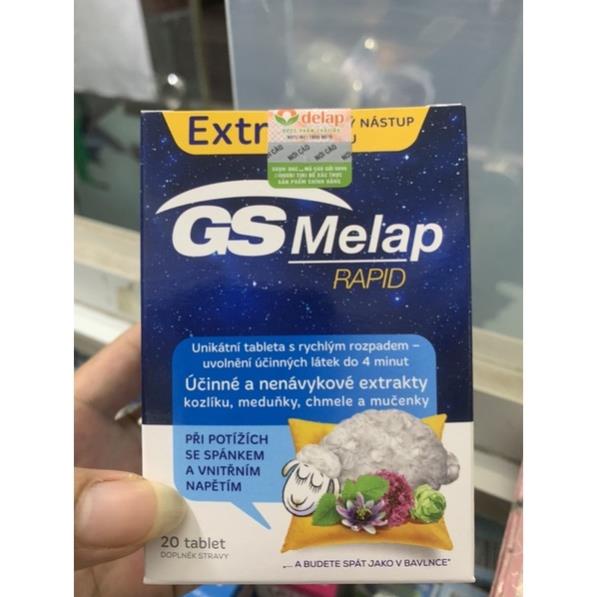 Extr
Ý NÁSTUP
delap
GS Melap
RAPID
Unikátní tableta s rychlým rozpadem –
uvolnění účinných látek do 4 minut
Účinné a nenávykové extrakty
kozlíku, meduňky, chmele a mučenky
PŘI POTÍŽÍCH
SE SPÁNKEM
A VNITŘNÍM
NAPĚTÍM
20 tablet
DOPLNĚK STRAVY
„... A BUDETE SPÁT JAKO V BAVLNCE"